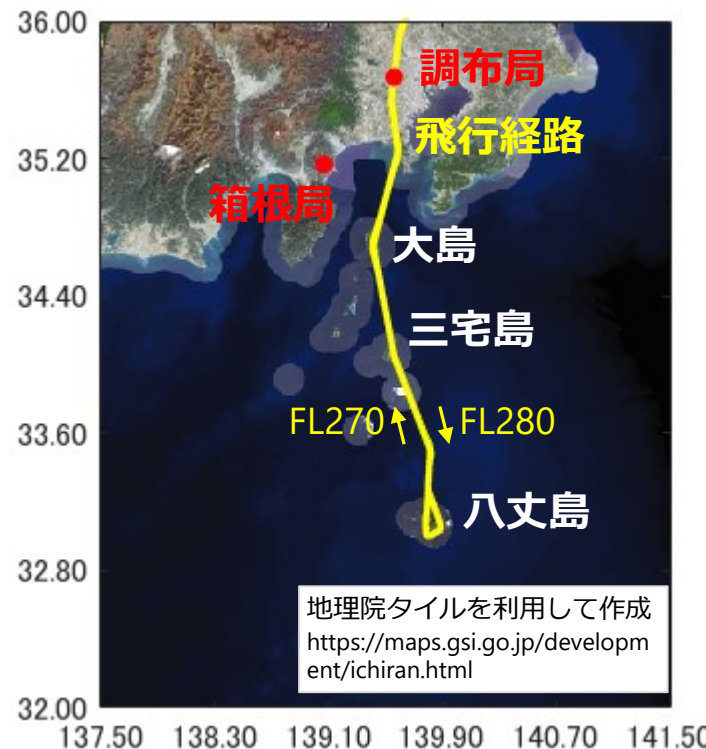 36.00
調布局
飛行経路
35.20
箱根局
大島
34.40
三宅島
FL270
FL280
33.60
八丈島
32.80
地理院タイルを利用して作成
https://maps.gsi.go.jp/developm
ent/ichiran.html
32.00
137.50 138.30 139.10 139.90 140.70 141.50